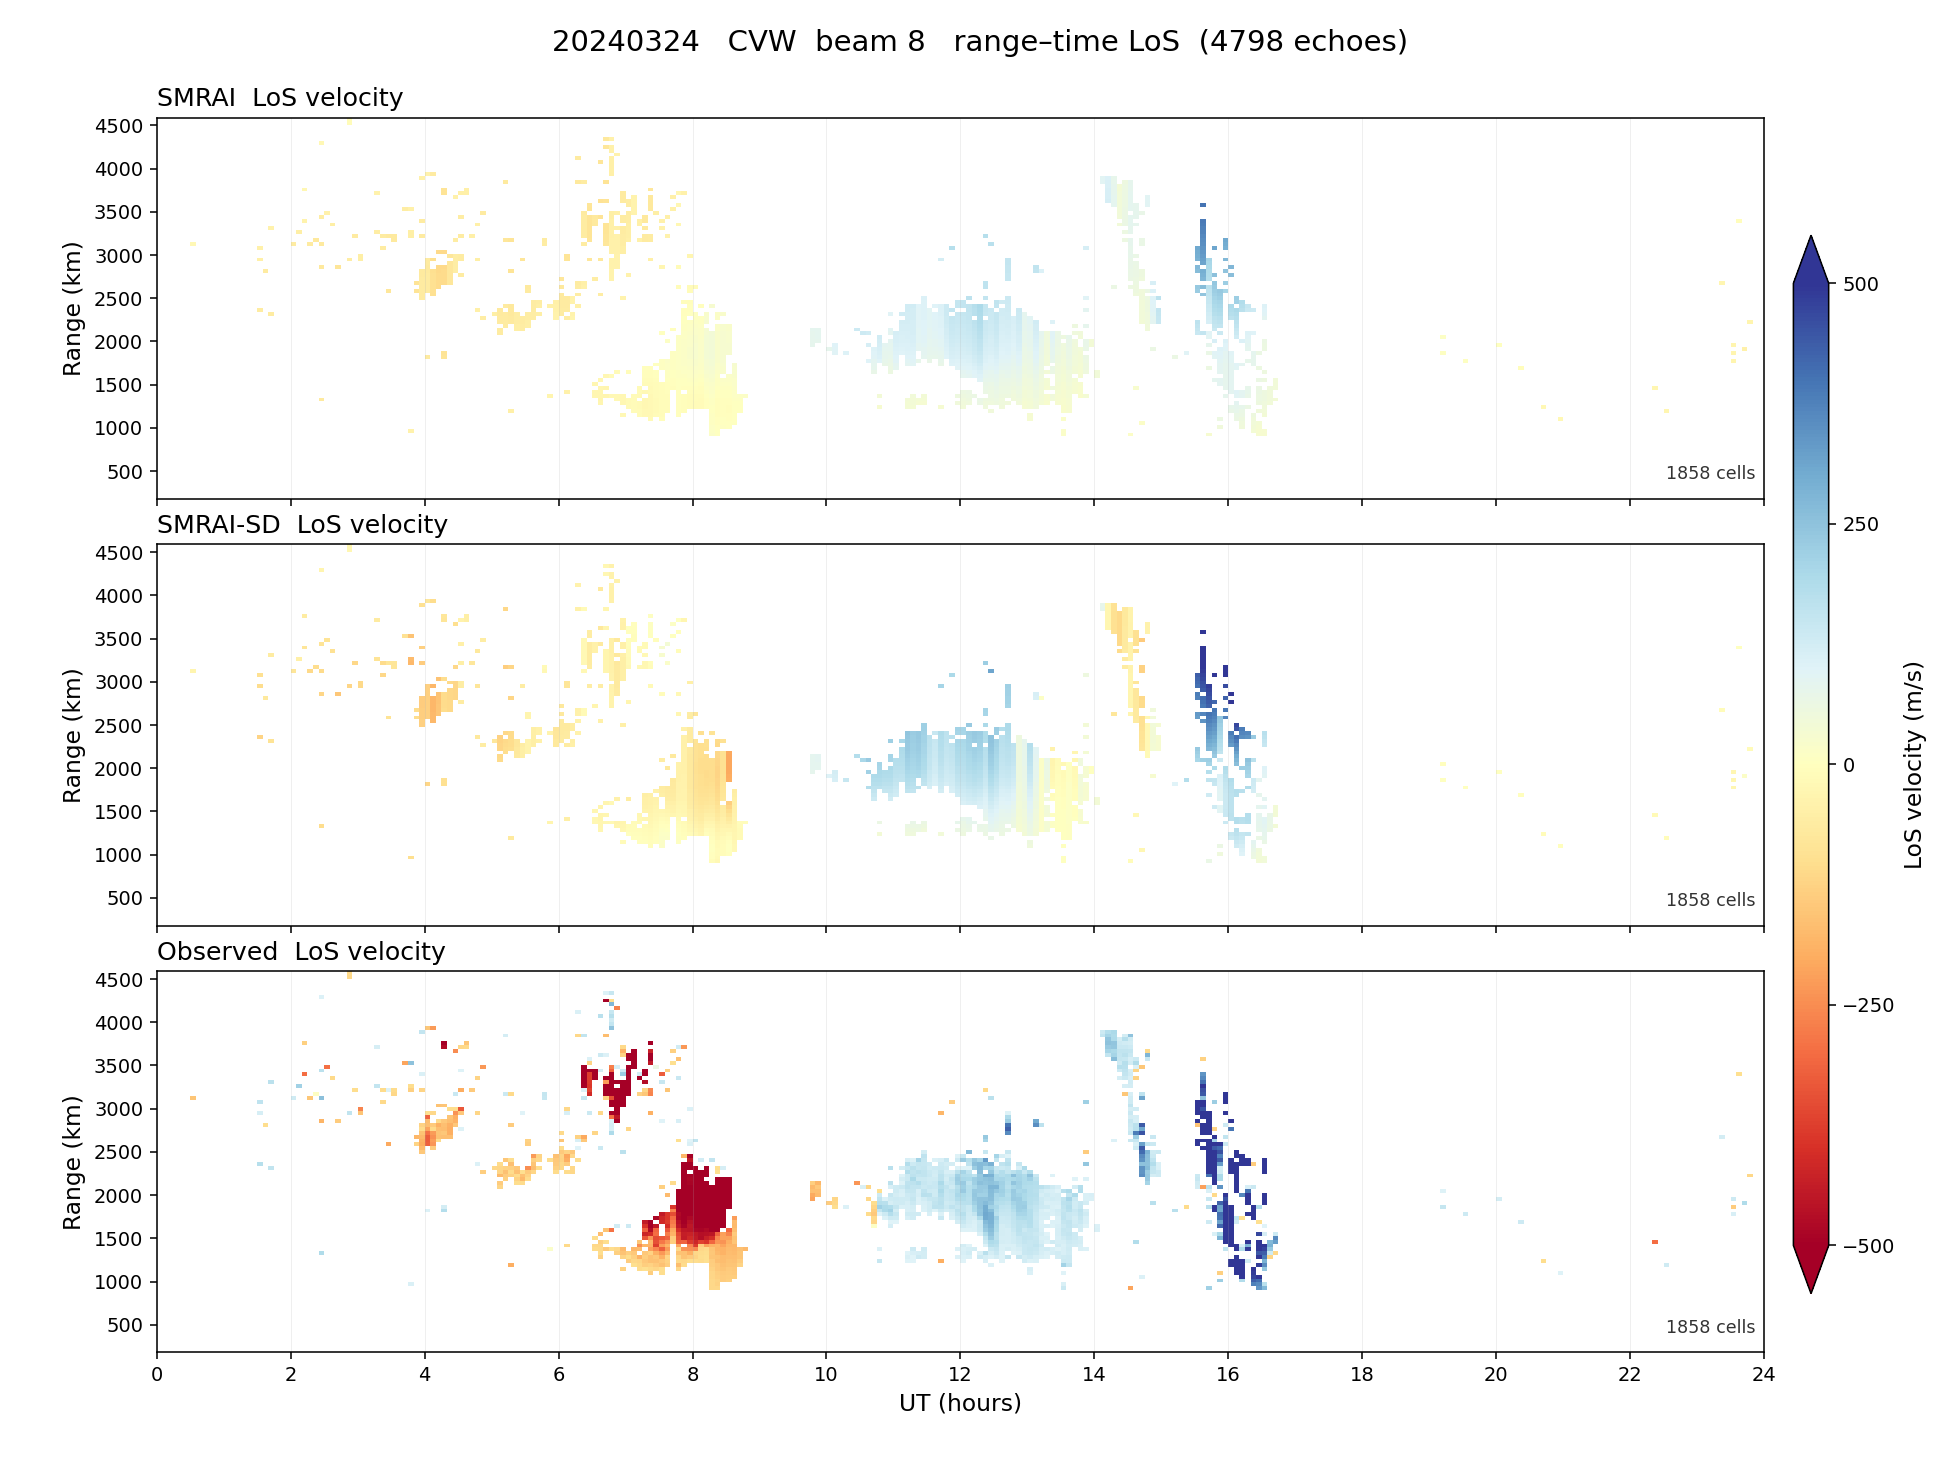 20240324   CVW  beam 8   range–time LoS  (4798 echoes)
SMRAI  LoS velocity
4500
4000
3500
3000
2500
2000
1500
1000
500
Range (km)
1858 cells
SMRAI-SD  LoS velocity
4500
4000
3500
3000
2500
2000
1500
1000
500
Range (km)
1858 cells
Observed  LoS velocity
4500
4000
3500
3000
2500
2000
1500
1000
500
Range (km)
1858 cells
0 2 4 6 8 10 12 14 16 18 20 22 24
UT (hours)
500
250
0
−250
−500
LoS velocity (m/s)